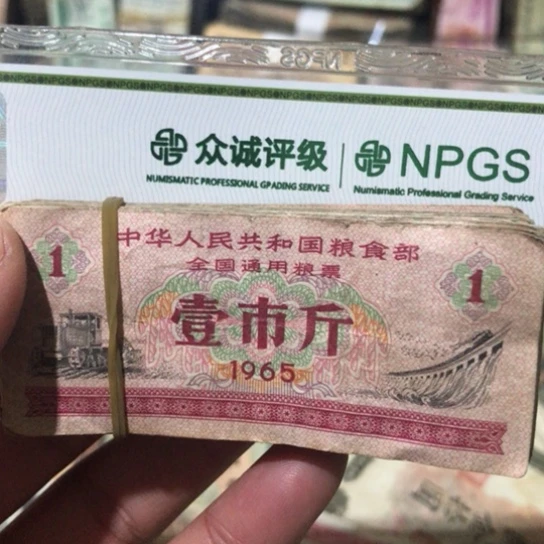 NPGS
众诚评级 NPGS
NUMISMATIC PROFESSIONAL GRADING SERVICE Numismatic Professional Grading Service
中华人民共和国粮食部
全国通用粮票
1 1
壹市斤
1965